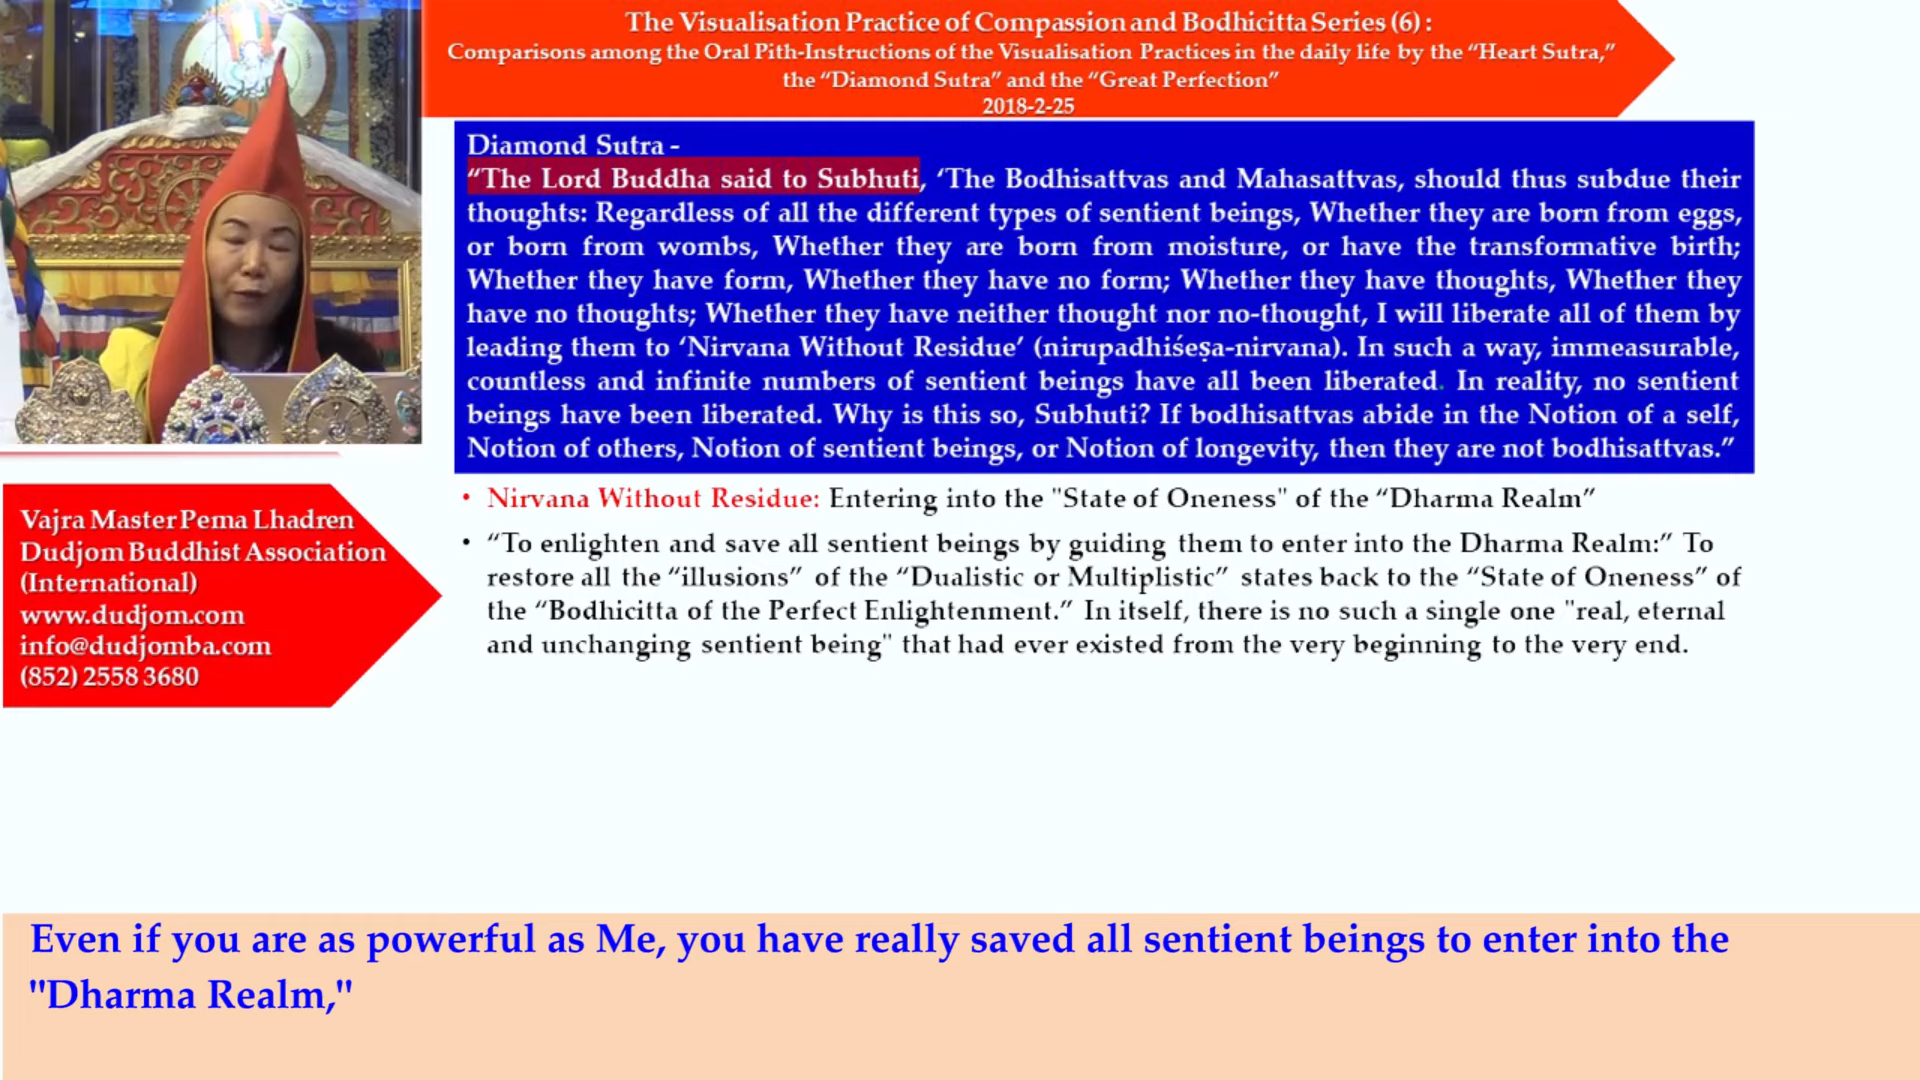 The Visualisation Practice of Compassion and Bodhicitta Series (6) :
Comparisons among the Oral Pith-Instructions of the Visualisation Practices in the daily life by the “Heart Sutra,”
the “Diamond Sutra” and the “Great Perfection”
2018-2-25
Diamond Sutra -
“The Lord Buddha said to Subhuti, ‘The Bodhisattvas and Mahasattvas, should thus subdue their
thoughts: Regardless of all the different types of sentient beings, Whether they are born from eggs,
or born from wombs, Whether they are born from moisture, or have the transformative birth;
Whether they have form, Whether they have no form; Whether they have thoughts, Whether they
have no thoughts; Whether they have neither thought nor no-thought, I will liberate all of them by
leading them to ‘Nirvana Without Residue’ (nirupadhiśeṣa-nirvana). In such a way, immeasurable,
countless and infinite numbers of sentient beings have all been liberated. In reality, no sentient
beings have been liberated. Why is this so, Subhuti? If bodhisattvas abide in the Notion of a self,
Notion of others, Notion of sentient beings, or Notion of longevity, then they are not bodhisattvas.”
• Nirvana Without Residue: Entering into the "State of Oneness" of the “Dharma Realm”
• “To enlighten and save all sentient beings by guiding them to enter into the Dharma Realm:” To
restore all the “illusions” of the “Dualistic or Multiplistic” states back to the “State of Oneness” of
the “Bodhicitta of the Perfect Enlightenment.” In itself, there is no such a single one "real, eternal
and unchanging sentient being" that had ever existed from the very beginning to the very end.
Vajra Master Pema Lhadren
Dudjom Buddhist Association
(International)
www.dudjom.com
info@dudjomba.com
(852) 2558 3680
Even if you are as powerful as Me, you have really saved all sentient beings to enter into the
"Dharma Realm,"